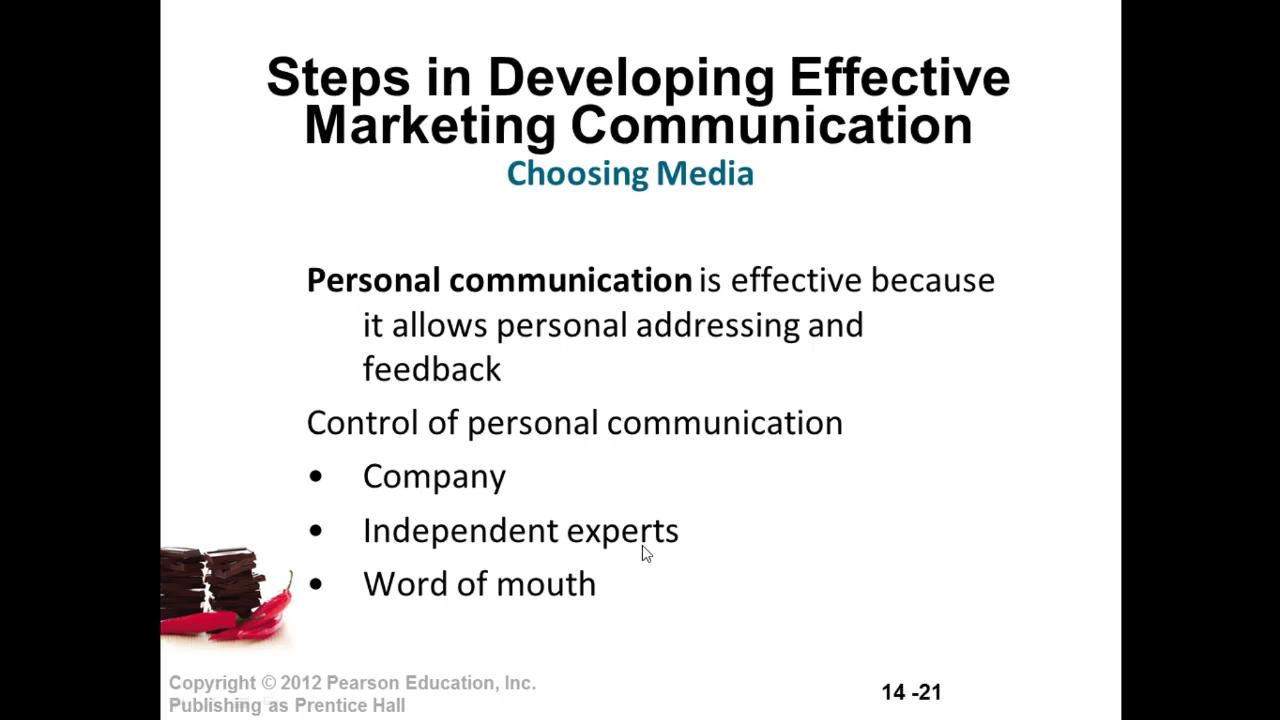 Steps in Developing Effective
Marketing Communication
Choosing Media
Personal communication is effective because
it allows personal addressing and
feedback
Control of personal communication
• Company
• Independent experts
• Word of mouth
Copyright © 2012 Pearson Education, Inc.
Publishing as Prentice Hall
14 -21